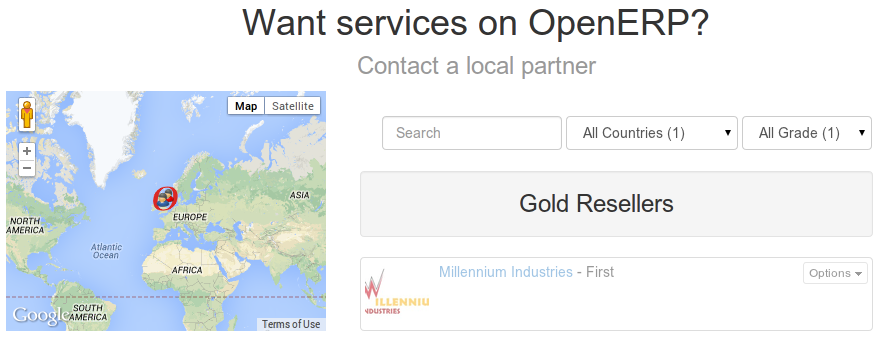 Want services on OpenERP?
Contact a local partner
Map Satellite
+
−
NORTH AMERICA
Atlantic Ocean
EUROPE
ASIA
AFRICA
SOUTH AMERICA
Google
Terms of Use
Search
All Countries (1)
All Grade (1)
Gold Resellers
Millennium Industries - First
Options
ILLENNIU
NDUSTRIES